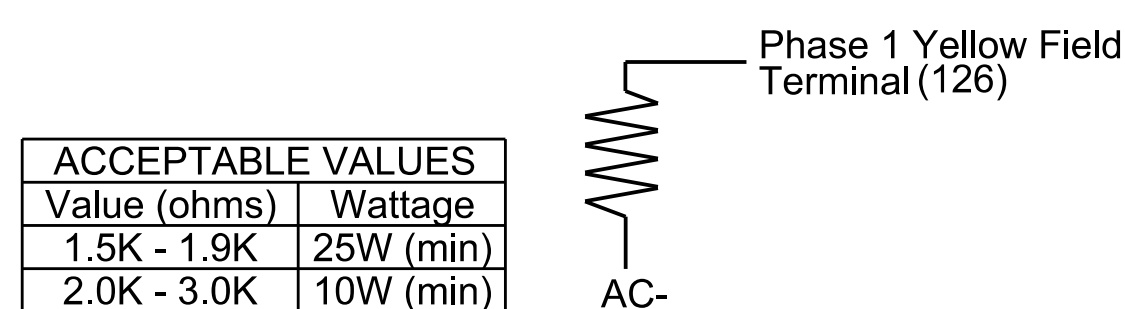 Phase 1 Yellow Field
Terminal (126)
ACCEPTABLE VALUES
Value (ohms) Wattage
1.5K - 1.9K 25W (min)
2.0K - 3.0K 10W (min)
AC-